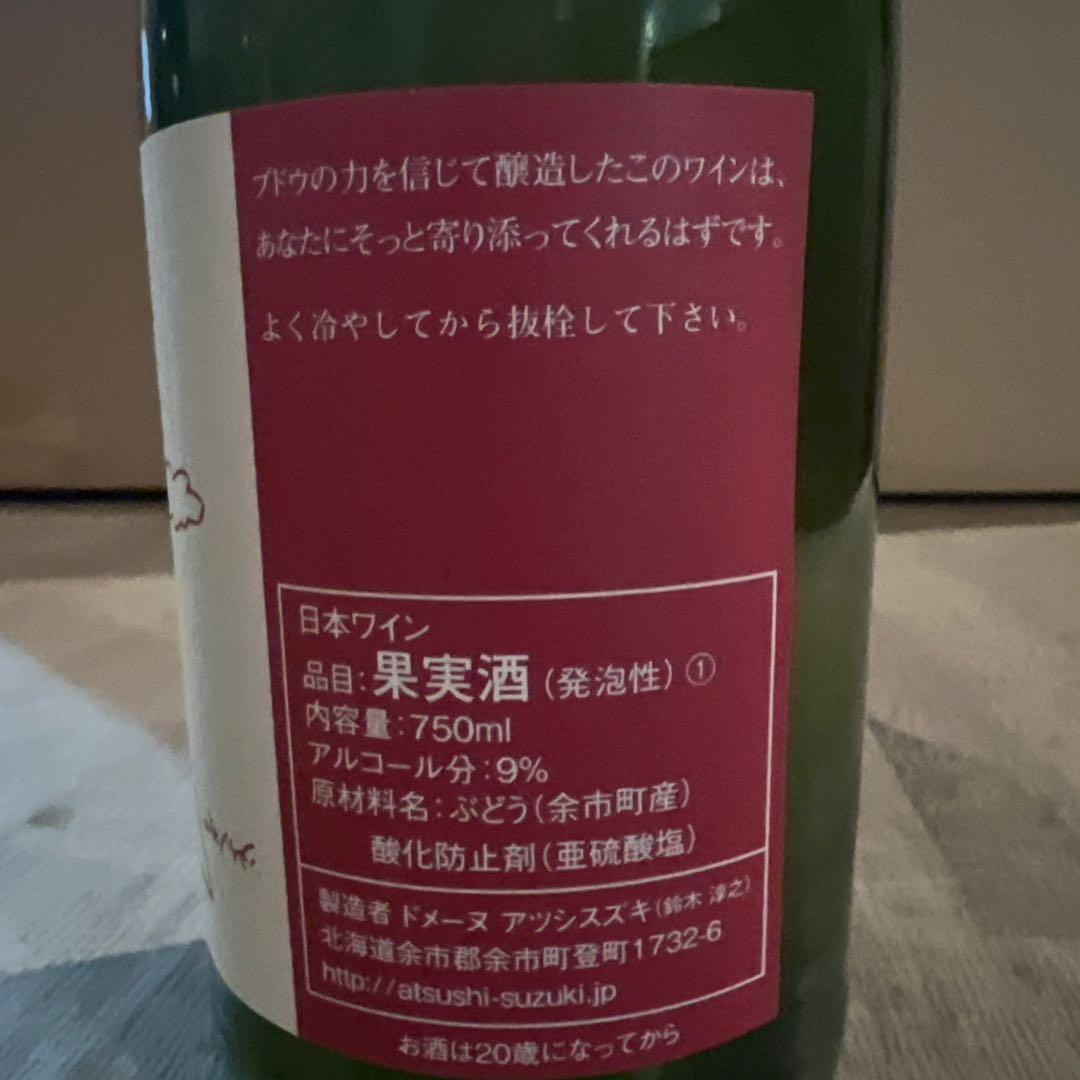 ブドウの力を信じて醸造したこのワインは、
あなたにそっと寄り添ってくれるはずです。
よく冷やしてから抜栓して下さい。
日本ワイン
品目:果実酒(発泡性)①
内容量:750ml
アルコール分:9%
原材料名:ぶどう(余市町産)
酸化防止剤(亜硫酸塩)
製造者 ドメーヌ アツシスズキ(鈴木 淳之)
北海道余市郡余市町登町1732-6
http://atsushi-suzuki.jp
お酒は20歳になってから